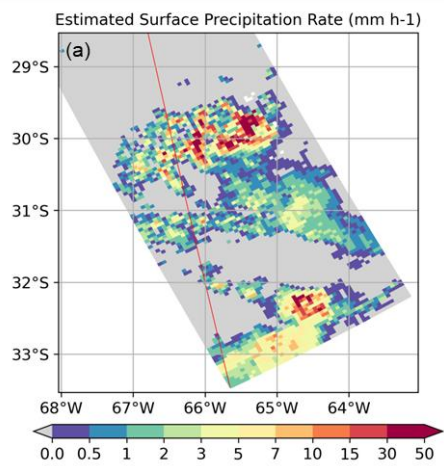 Estimated Surface Precipitation Rate (mm h-1)
(a)
29°S
30°S
31°S
32°S
33°S
68°W 67°W 66°W 65°W 64°W
0.0 0.5 1 2 3 5 7 10 15 30 50